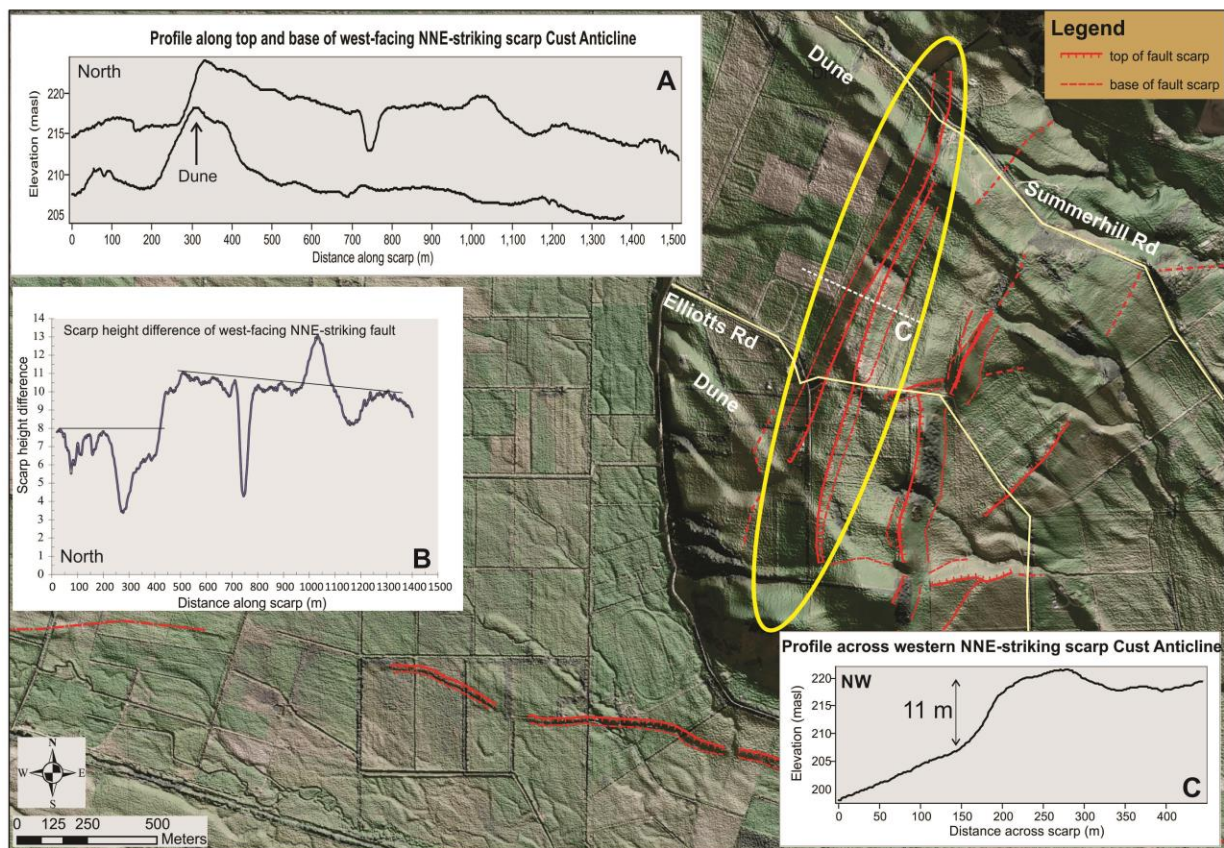 Profile along top and base of west-facing NNE-striking scarp Cust Anticline
North
A
220
215
210
205
Elevation (masl)
Dune
0 100 200 300 400 500 600 700 800 900 1,000 1,100 1,200 1,300 1,400 1,500
Distance along scarp (m)
Legend
top of fault scarp
base of fault scarp
Dune
Summerhill Rd
Elliotts Rd
C
Dune
14
13
12
11
10
9
8
7
6
5
4
3
2
1
0
Scarp height difference
Scarp height difference of west-facing NNE-striking fault
North
B
0 100 200 300 400 500 600 700 800 900 1000 1100 1200 1300 1400 1500
Distance along scarp (m)
Profile across western NNE-striking scarp Cust Anticline
NW
220
215
210
205
200
Elevation (masl)
11 m
C
0 50 100 150 200 250 300 350 400
Distance across scarp (m)
N
W E
S
0 125 250 500
Meters